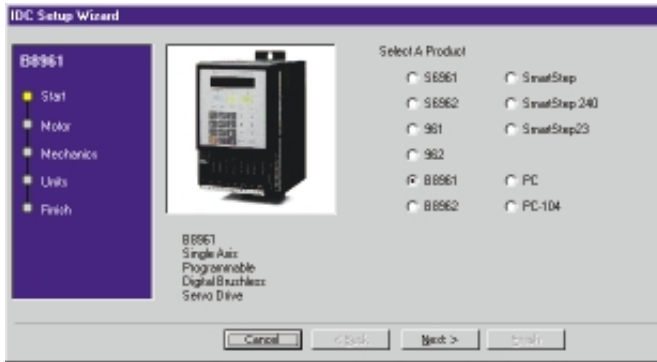 IDC Setup Wizard
B8961
Start
Motor
Mechanics
Units
Finish
B8961
Single Axis
Programmable
Digital Brushless
Servo Drive
Select A Product
S6961
S6962
961
962
B8961
B8962
SmartStep
SmartStep 240
SmartStep23
PC
PC-104
Cancel
< Back
Next >
Finish